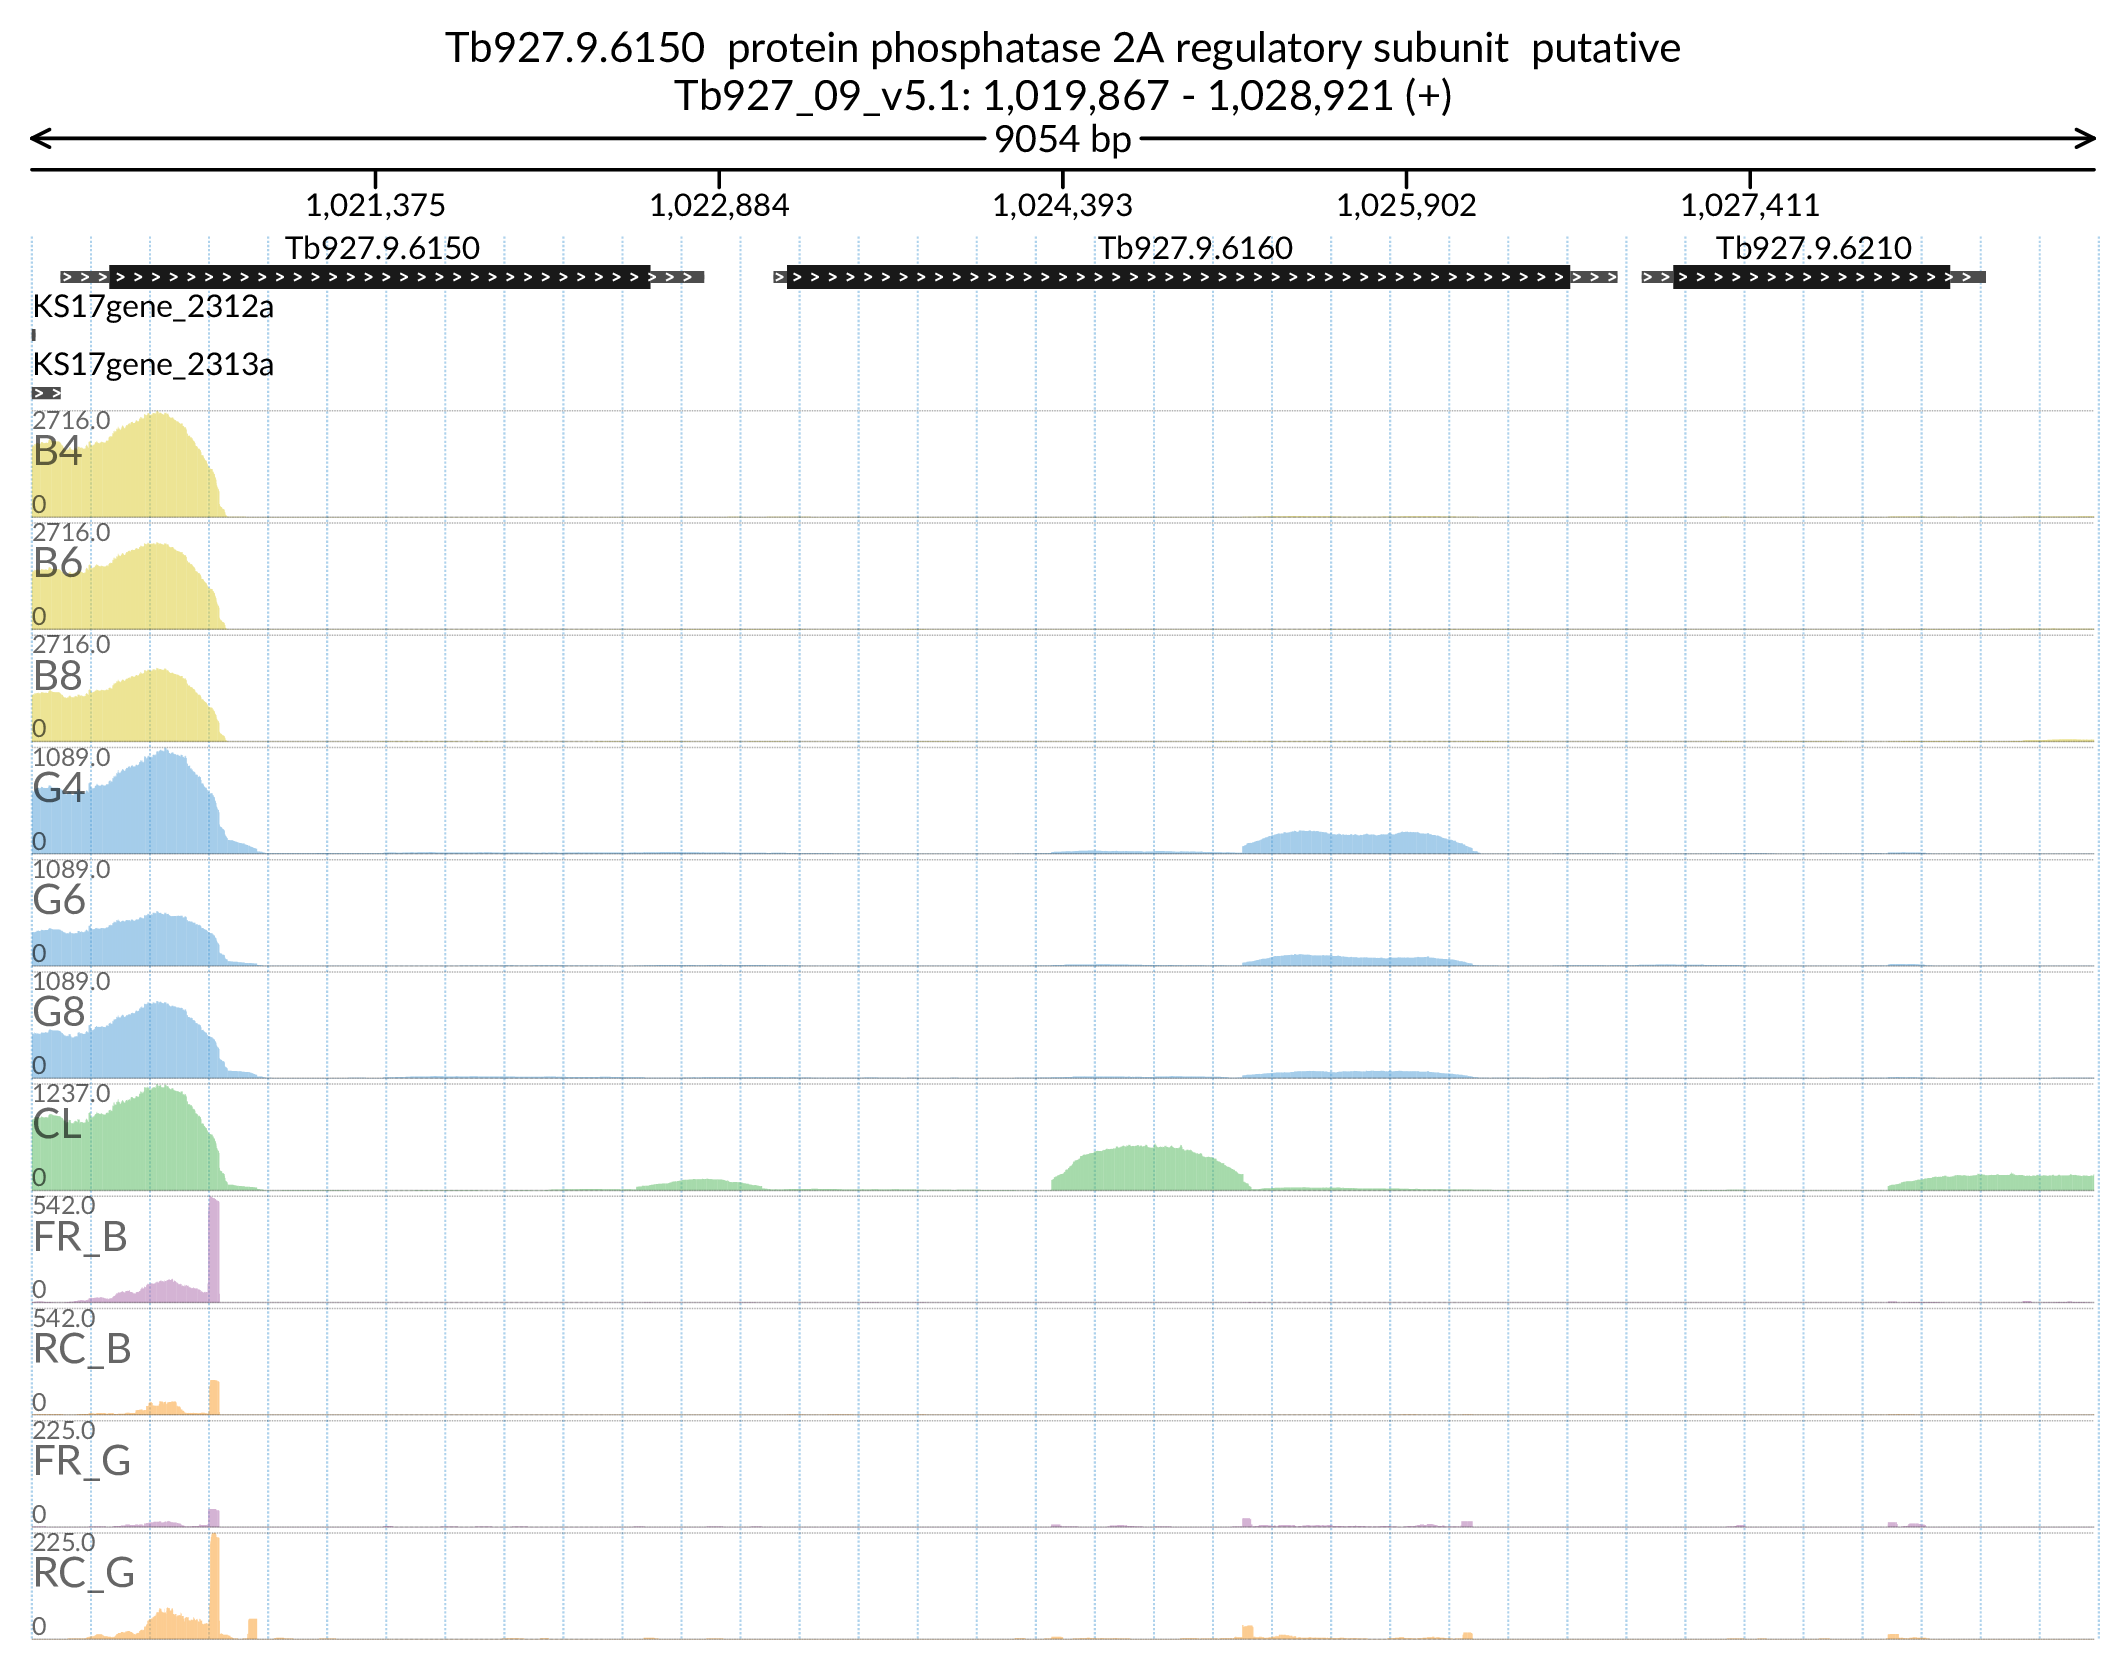 Tb927.9.6150  protein phosphatase 2A regulatory subunit  putative
Tb927_09_v5.1: 1,019,867 - 1,028,921 (+)
9054 bp
1,021,375 1,022,884 1,024,393 1,025,902 1,027,411
Tb927.9.6150 Tb927.9.6160 Tb927.9.6210
KS17gene_2312a
KS17gene_2313a
2716.0
B4
0
2716.0
B6
0
2716.0
B8
0
1089.0
G4
0
1089.0
G6
0
1089.0
G8
0
1237.0
CL
0
542.0
FR_B
0
542.0
RC_B
0
225.0
FR_G
0
225.0
RC_G
0